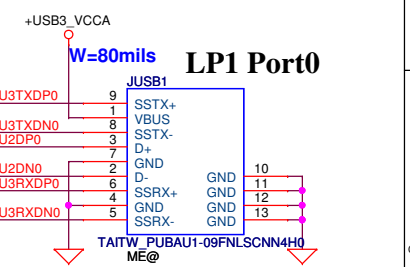 +USB3_VCCA
W=80mils
LP1 Port0
JUSB1
U3TXDP0 9 SSTX+
1 VBUS
U3TXDN0 8 SSTX-
U2DP0 3 D+
7 GND
U2DN0 2 D- GND 10
U3RXDP0 6 SSRX+ GND 11
4 GND GND 12
U3RXDN0 5 SSRX- GND 13
TAITW_PUBAU1-09FNLSCNN4H0
ME@